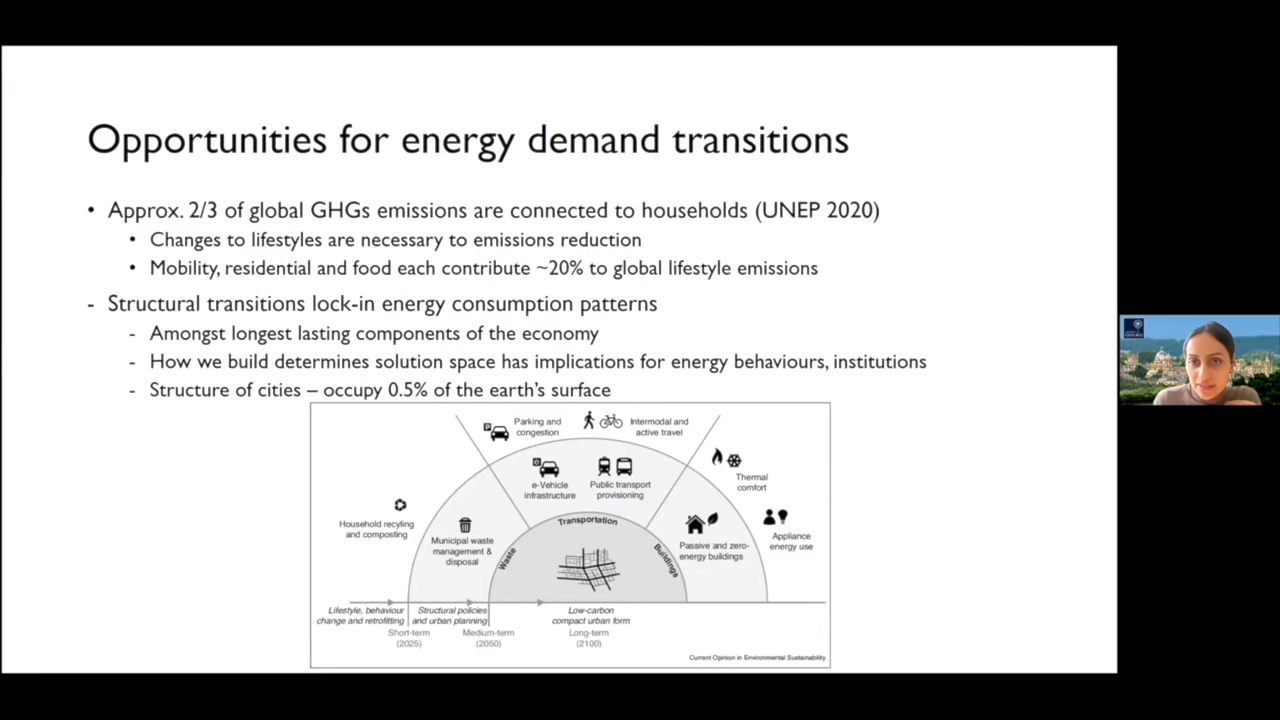 Opportunities for energy demand transitions
• Approx. 2/3 of global GHGs emissions are connected to households (UNEP 2020)
• Changes to lifestyles are necessary to emissions reduction
• Mobility, residential and food each contribute ~20% to global lifestyle emissions
- Structural transitions lock-in energy consumption patterns
- Amongst longest lasting components of the economy
- How we build determines solution space has implications for energy behaviours, institutions
- Structure of cities – occupy 0.5% of the earth's surface
P
Parking and
congestion
Intermodal and
active travel
e-Vehicle
infrastructure
Public transport
provisioning
Thermal
comfort
Household recyling
and composting
Municipal waste
management &
disposal
Waste
Transportation
Buildings
Passive and zero-
energy buildings
Appliance
energy use
Lifestyle, behaviour
change and retrofitting
Structural policies
and urban planning
Low-carbon
compact urban form
Short-term
(2025)
Medium-term
(2050)
Long-term
(2100)
Current Opinion in Environmental Sustainability
OXFORD